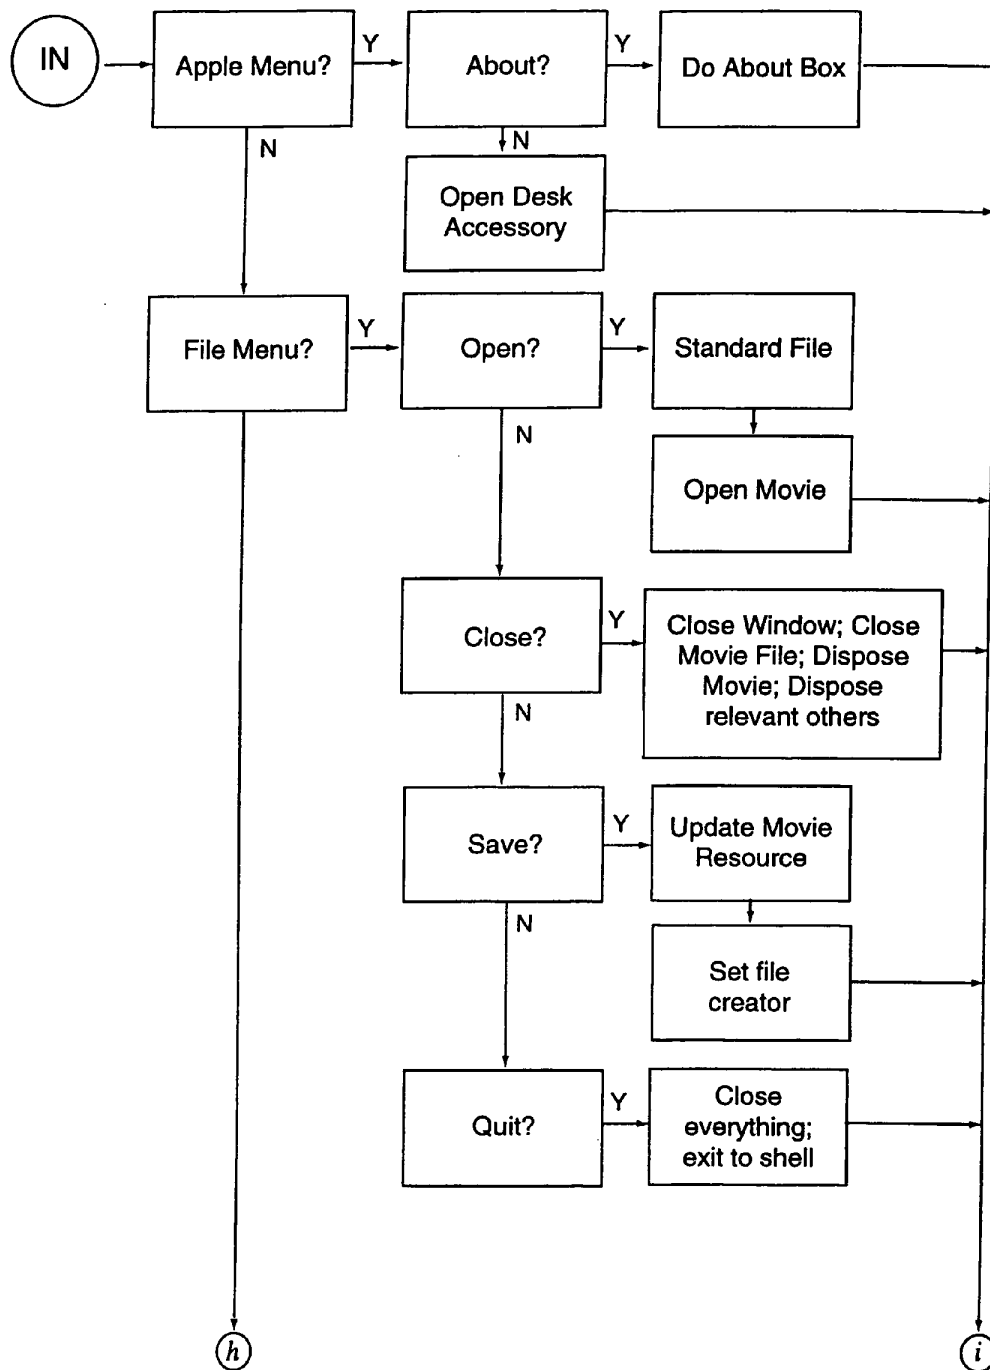 IN
Apple Menu?
Y
About?
Y
Do About Box
N
N
Open Desk
Accessory
File Menu?
Y
Open?
Y
Standard File
N
Open Movie
Close?
Y
Close Window; Close
Movie File; Dispose
Movie; Dispose
relevant others
N
Save?
Y
Update Movie
Resource
N
Set file
creator
Quit?
Y
Close
everything;
exit to shell
h
i